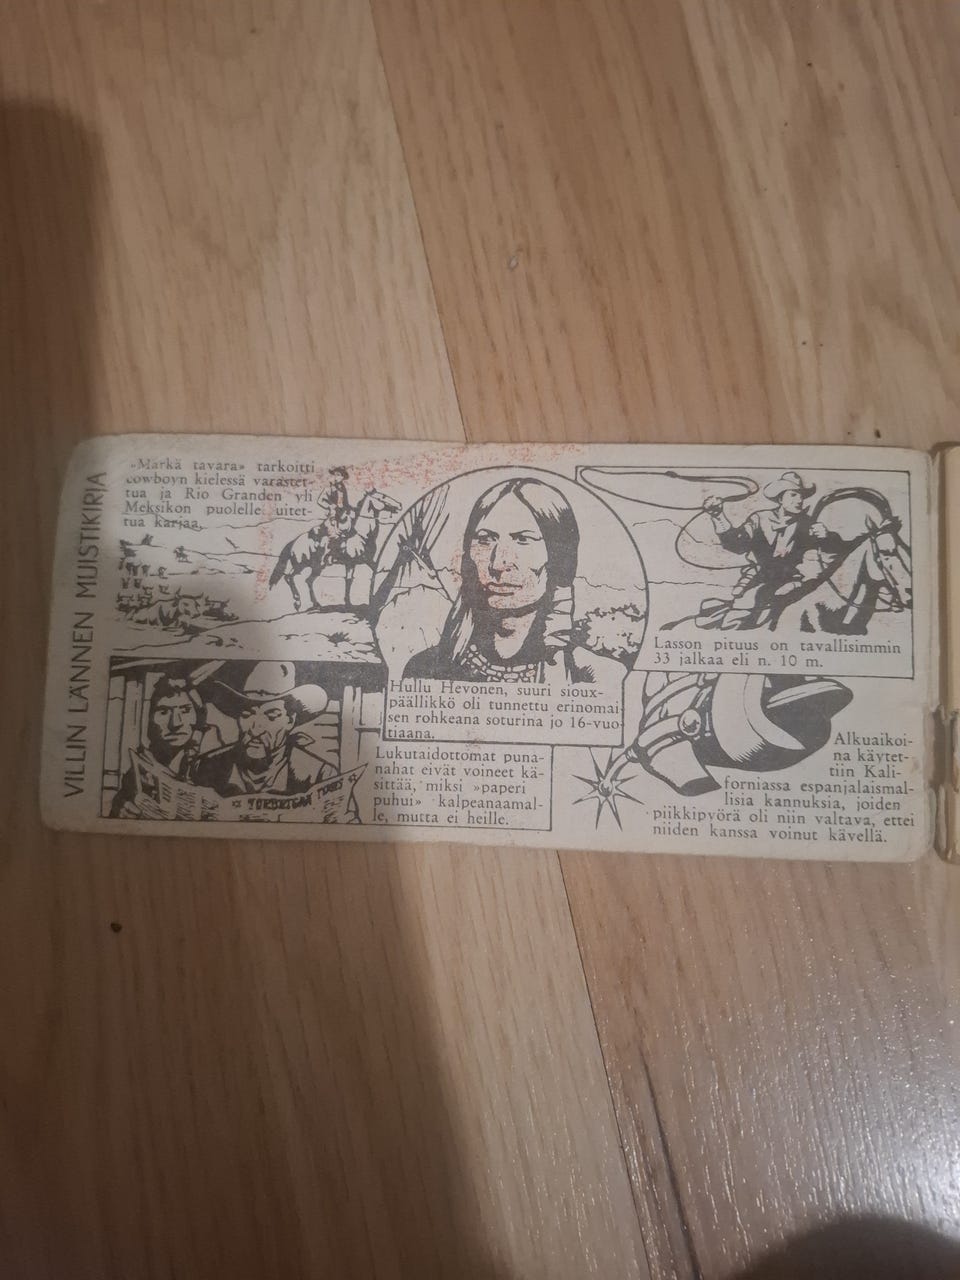 VILLIN LÄNNEN MUISTIKIRJA
»Märkä tavara» tarkoitti
cowboyn kielessä varastet-
tua ja Rio Granden yli
Meksikon puolelle uitet-
tua karjaa.
Hullu Hevonen, suuri sioux-
päällikkö oli tunnettu erinomai-
sen rohkeana soturina jo 16-vuo-
tiaana.
Lasson pituus on tavallisimmin
33 jalkaa eli n. 10 m.
Lukutaidottomat puna-
nahat eivät voineet kä-
sittää, miksi »paperi
puhui» kalpeanaamal-
le, mutta ei heille.
Alkuaikoi-
na käytet-
tiin Kali-
forniassa espanjalaismal-
lisia kannuksia, joiden
piikkipyörä oli niin valtava, ettei
niiden kanssa voinut kävellä.